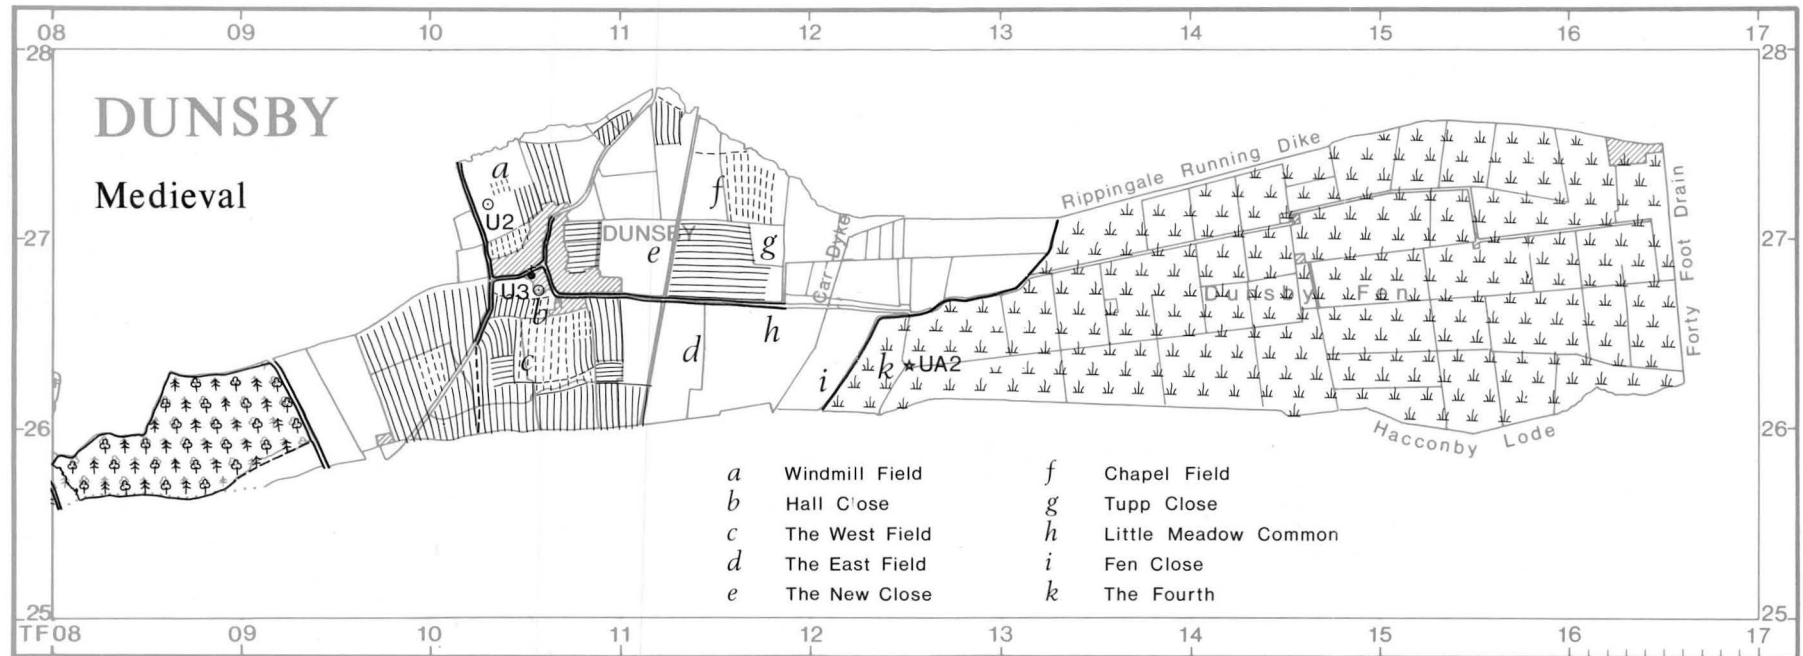 08 09 10 11 12 13 14 15 16 17
28 28
DUNSBY
Medieval
Rippingale Running Dike
a
f
U2
DUNSBY
e
g
27 27
Car Dyke
Forty Foot Drain
U3
b
Dunsby Fen
h
d
c
i
k
UA2
26 26
Hacconby Lode
a Windmill Field
b Hall Close
c The West Field
d The East Field
e The New Close
f Chapel Field
g Tupp Close
h Little Meadow Common
i Fen Close
k The Fourth
25 25
TF08 09 10 11 12 13 14 15 16 17